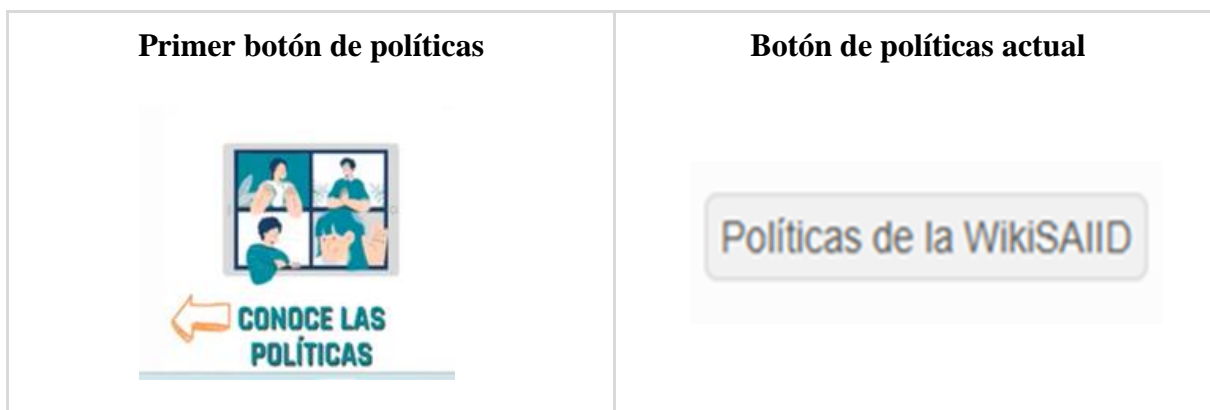 Primer botón de políticas
Botón de políticas actual
CONOCE LAS
POLÍTICAS
Políticas de la WikiSAIID